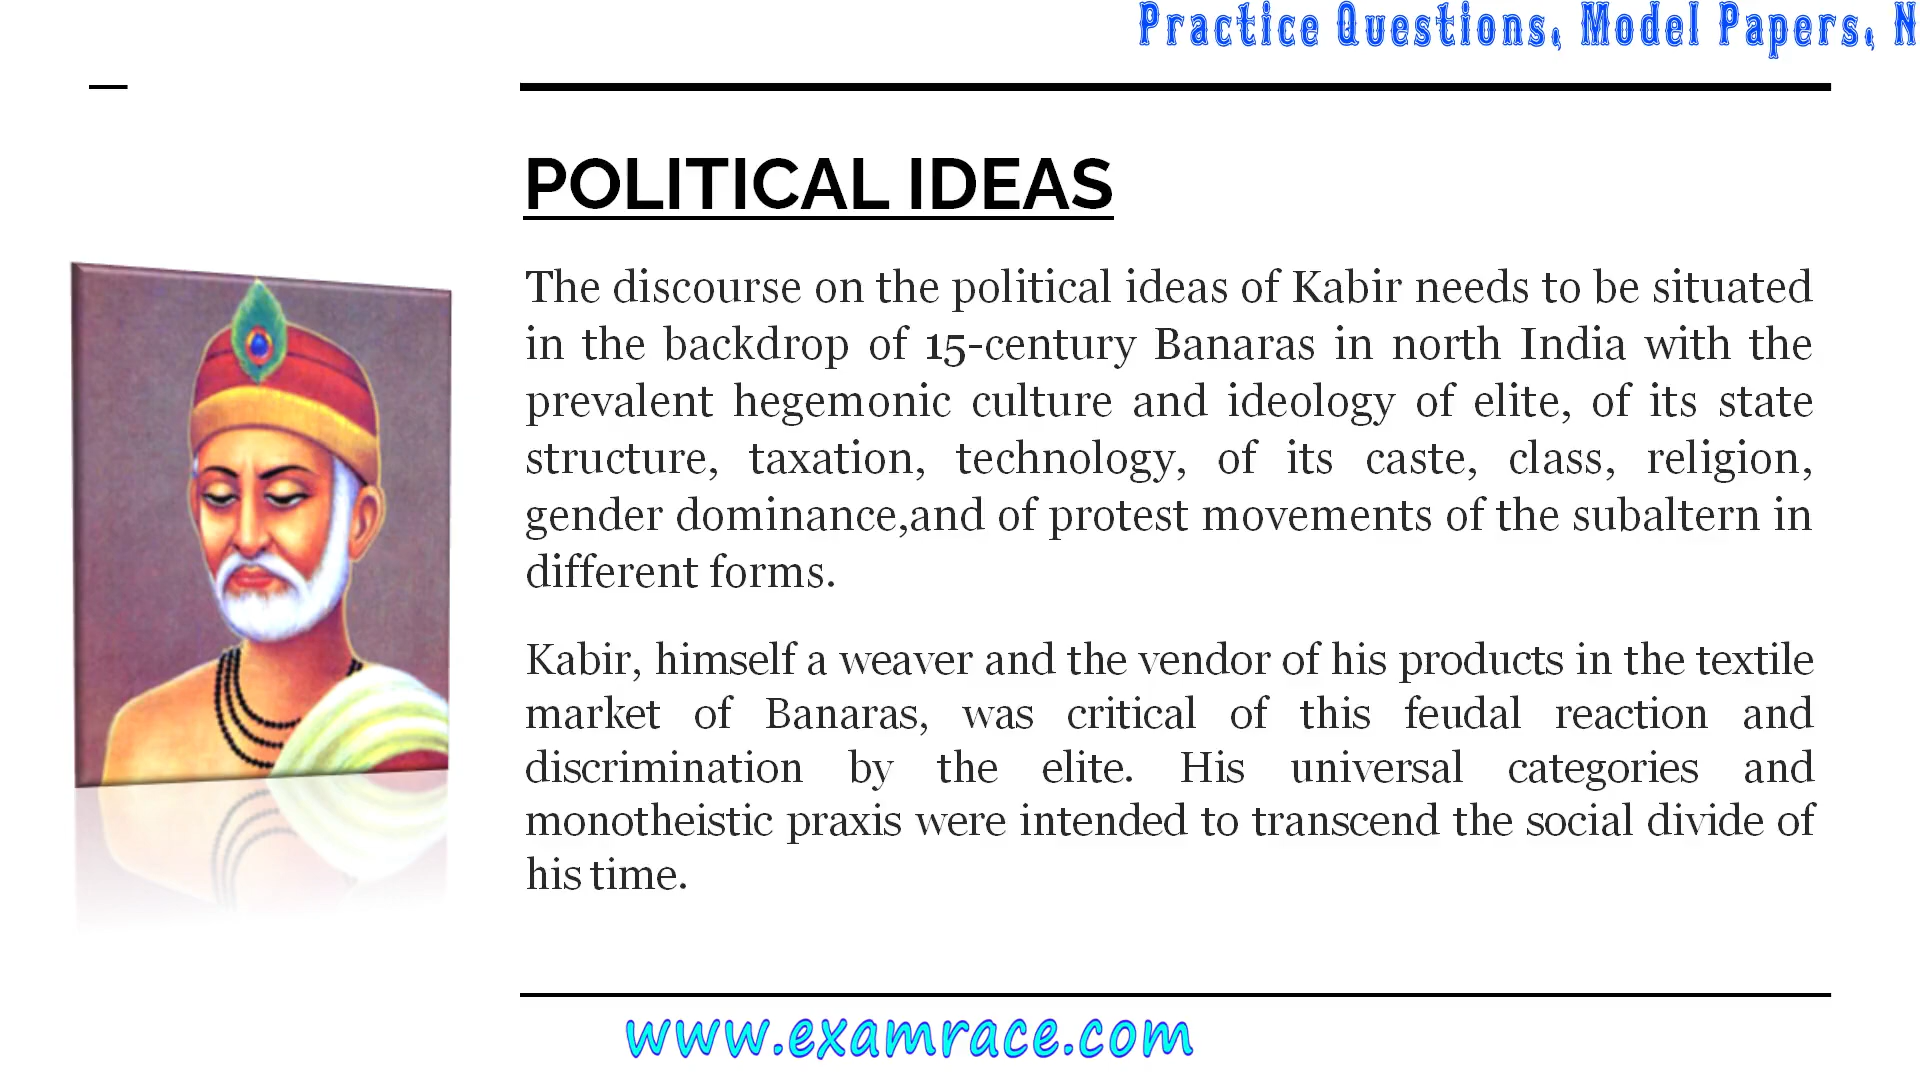 Practice Questions, Model Papers, N
POLITICAL IDEAS
The discourse on the political ideas of Kabir needs to be situated
in the backdrop of 15-century Banaras in north India with the
prevalent hegemonic culture and ideology of elite, of its state
structure, taxation, technology, of its caste, class, religion,
gender dominance,and of protest movements of the subaltern in
different forms.
Kabir, himself a weaver and the vendor of his products in the textile
market of Banaras, was critical of this feudal reaction and
discrimination by the elite. His universal categories and
monotheistic praxis were intended to transcend the social divide of
his time.
www.examrace.com